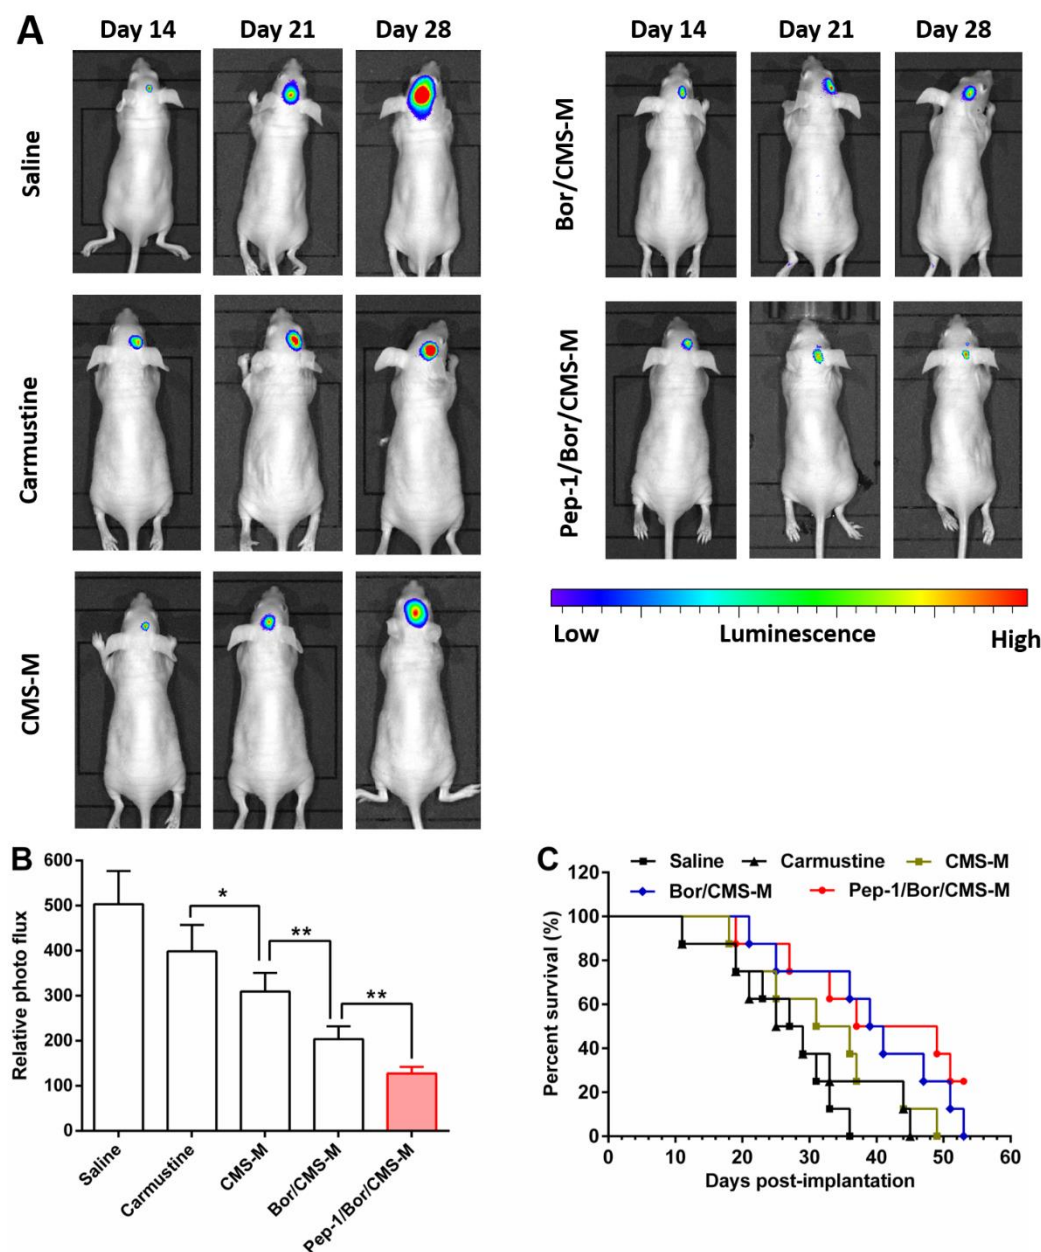 A
Day 14 Day 21 Day 28 Day 14 Day 21 Day 28
Saline
Bor/CMS-M
Carmustine
Pep-1/Bor/CMS-M
CMS-M
Low Luminescence High
B
600
500
400
300
200
100
0
Relative photo flux
*
**
**
Saline
Carmustine
CMS-M
Bor/CMS-M
Pep-1/Bor/CMS-M
C
Saline Carmustine CMS-M
Bor/CMS-M Pep-1/Bor/CMS-M
120
100
80
60
40
20
0
Percent survival (%)
0 10 20 30 40 50 60
Days post-implantation